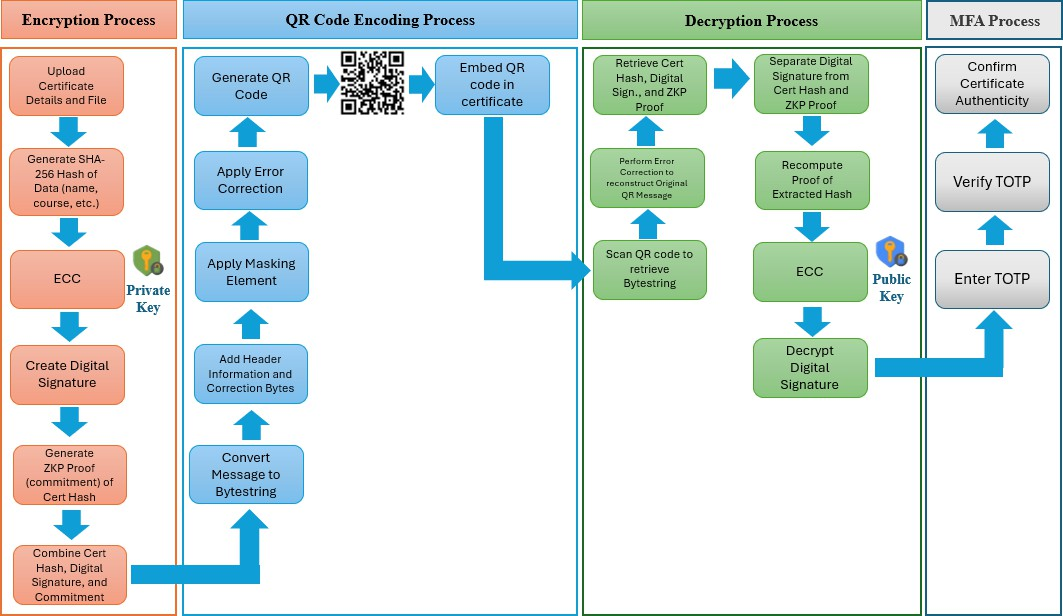 Encryption Process
QR Code Encoding Process
Decryption Process
MFA Process
Upload
Certificate
Details and File
Generate SHA-
256 Hash of
Data (name,
course, etc.)
ECC
Private
Key
Create Digital
Signature
Generate
ZKP Proof
(commitment) of
Cert Hash
Combine Cert
Hash, Digital
Signature, and
Commitment
Convert
Message to
Bytestring
Add Header
Information and
Correction Bytes
Apply Masking
Element
Apply Error
Correction
Generate QR
Code
Embed QR
code in
certificate
Scan QR code to
retrieve
Bytestring
Perform Error
Correction to
reconstruct Original
QR Message
Retrieve Cert
Hash, Digital
Sign., and ZKP
Proof
Separate Digital
Signature from
Cert Hash and
ZKP Proof
Recompute
Proof of
Extracted Hash
ECC
Public
Key
Decrypt
Digital
Signature
Enter TOTP
Verify TOTP
Confirm
Certificate
Authenticity